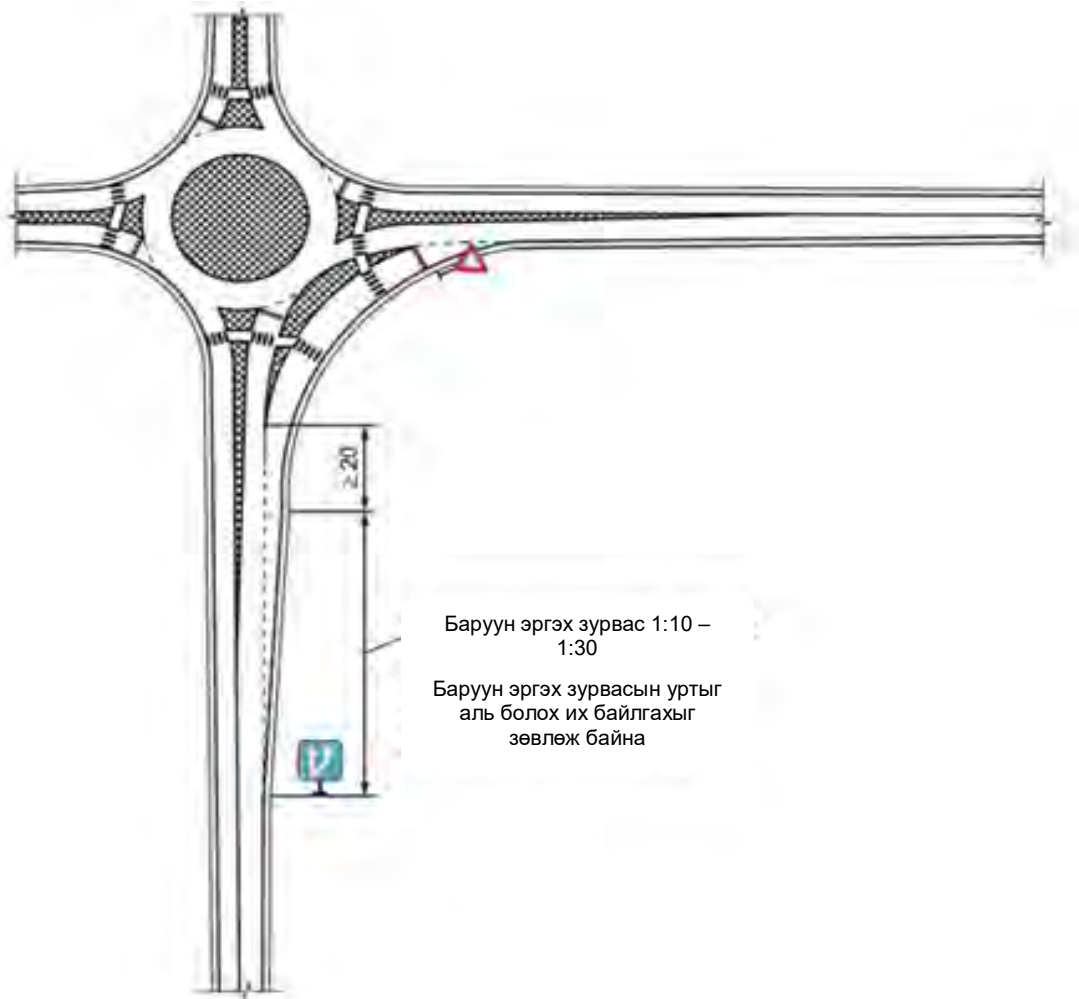 ≥ 20
Баруун эргэх зурвас 1:10 –
1:30
Баруун эргэх зурвасын уртыг
аль болох их байлгахыг
зөвлөж байна